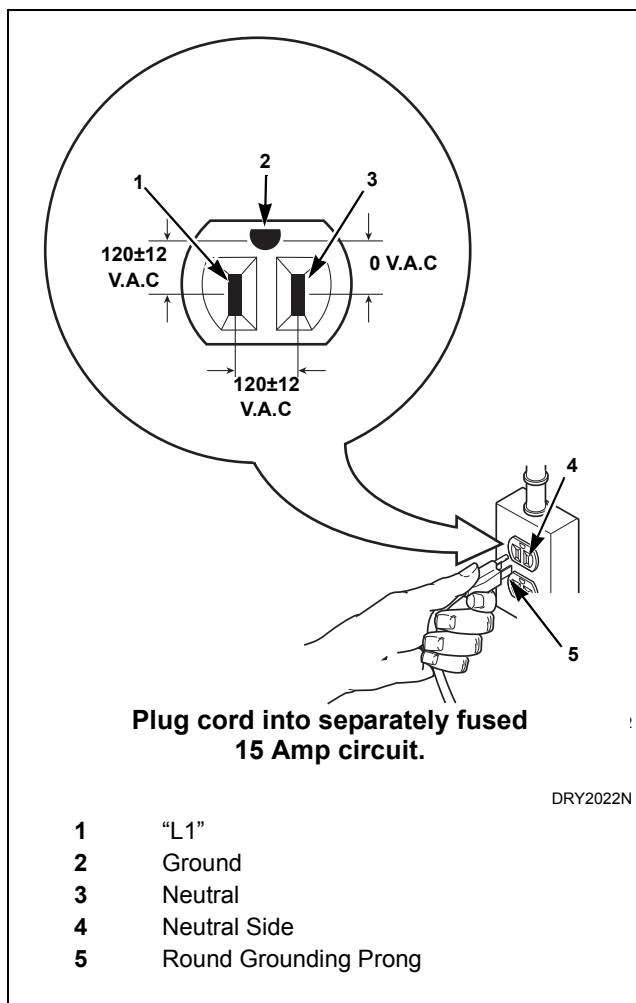 2
1
3
120±12
V.A.C
0 V.A.C
120±12
V.A.C
4
5
Plug cord into separately fused
15 Amp circuit.
DRY2022N
1 “L1”
2 Ground
3 Neutral
4 Neutral Side
5 Round Grounding Prong